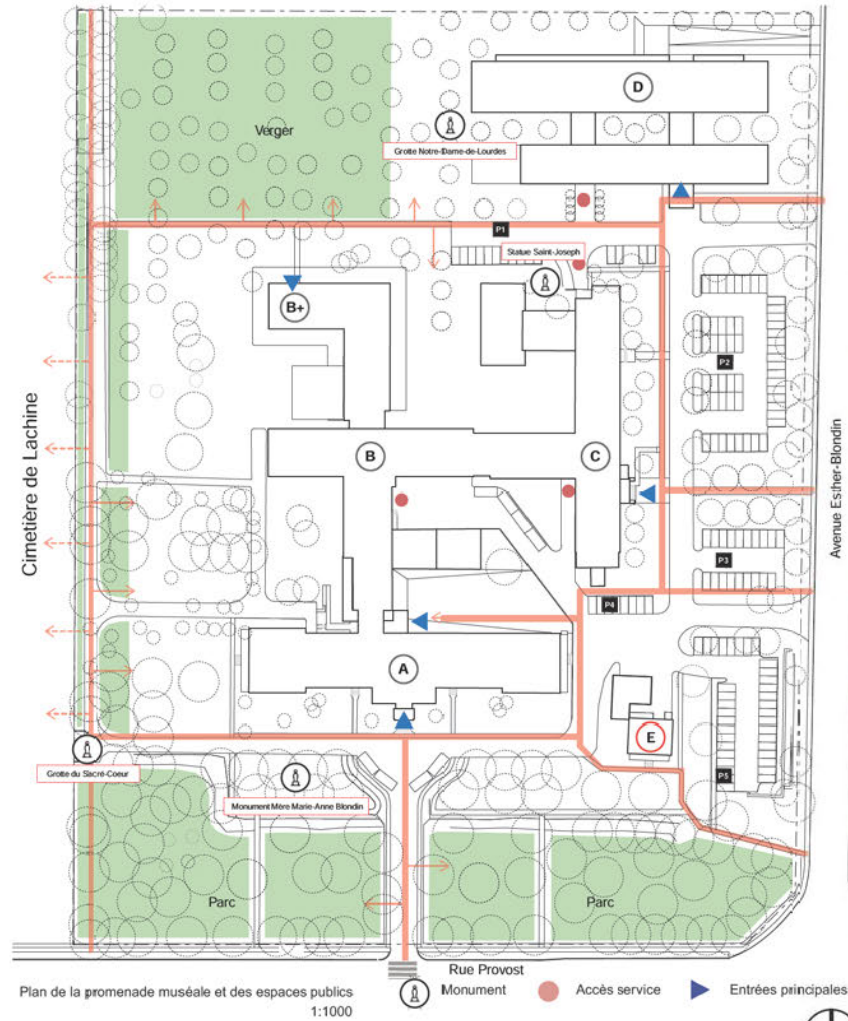 D
Verger
Grotte Notre-Dame-de-Lourdes
P1
Statue Saint-Joseph
B+
P2
Cimetière de Lachine
B
C
Avenue Esther-Blondin
P3
P4
A
E
Grotte du Sacré-Coeur
P5
Monument Mère Marie-Anne Blondin
Parc
Parc
Rue Provost
Plan de la promenade muséale et des espaces publics
Monument
Accès service
Entrées principales
1:1000